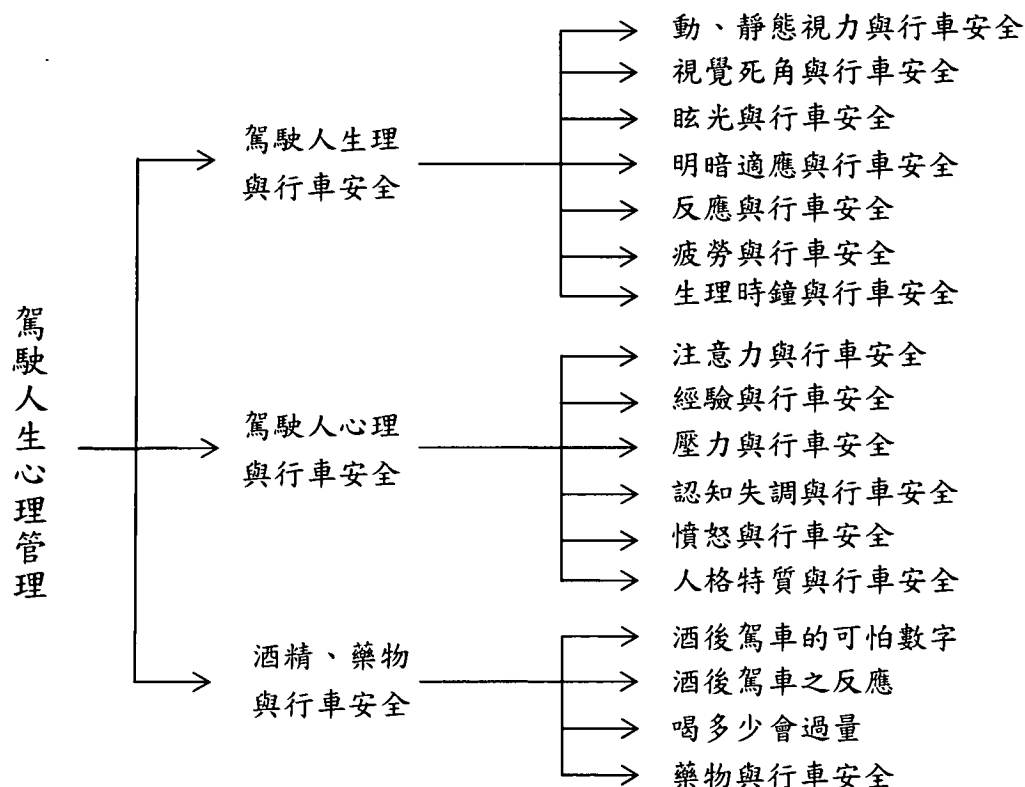 駕駛人生心理管理
駕駛人生理
與行車安全
動、靜態視力與行車安全
視覺死角與行車安全
眩光與行車安全
明暗適應與行車安全
反應與行車安全
疲勞與行車安全
生理時鐘與行車安全
駕駛人心理
與行車安全
注意力與行車安全
經驗與行車安全
壓力與行車安全
認知失調與行車安全
憤怒與行車安全
人格特質與行車安全
酒精、藥物
與行車安全
酒後駕車的可怕數字
酒後駕車之反應
喝多少會過量
藥物與行車安全